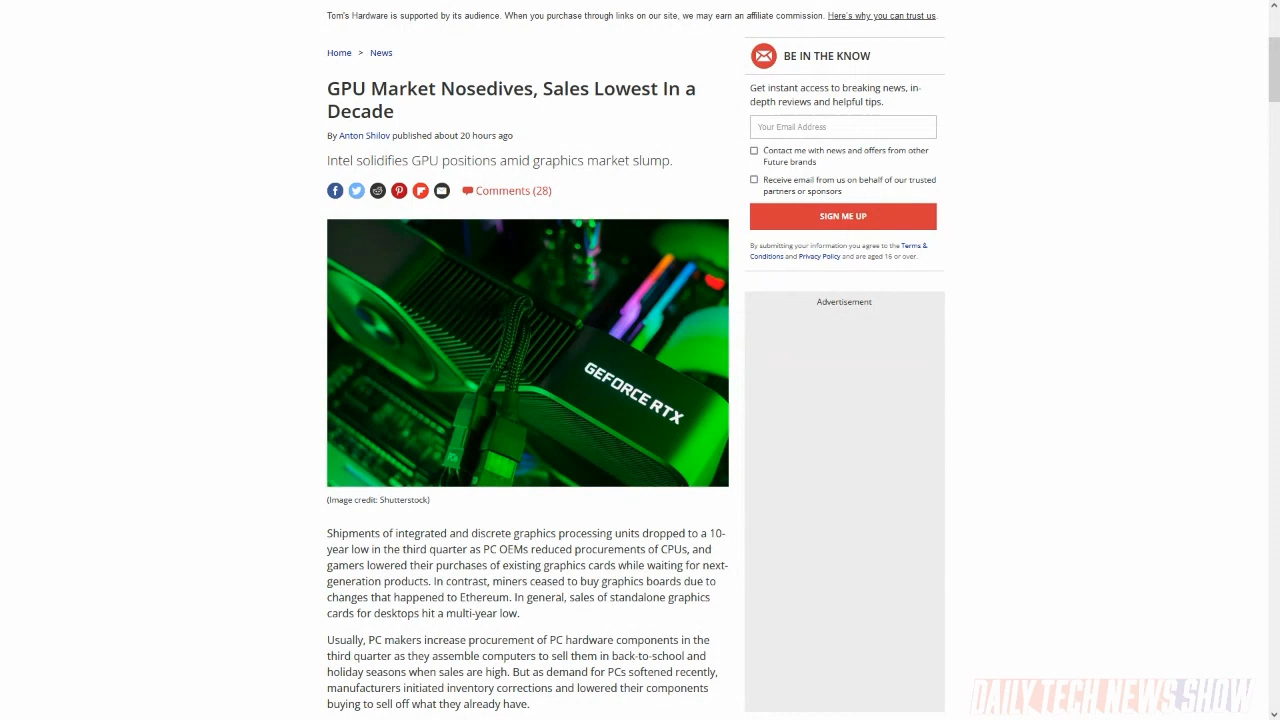 Tom's Hardware is supported by its audience. When you purchase through links on our site, we may earn an affiliate commission. Here's why you can trust us.
Home > News
GPU Market Nosedives, Sales Lowest In a
Decade
By Anton Shilov published about 20 hours ago
Intel solidifies GPU positions amid graphics market slump.
Comments (28)
GEFORCE RTX
(Image credit: Shutterstock)
Shipments of integrated and discrete graphics processing units dropped to a 10-
year low in the third quarter as PC OEMs reduced procurements of CPUs, and
gamers lowered their purchases of existing graphics cards while waiting for next-
generation products. In contrast, miners ceased to buy graphics boards due to
changes that happened to Ethereum. In general, sales of standalone graphics
cards for desktops hit a multi-year low.
Usually, PC makers increase procurement of PC hardware components in the
third quarter as they assemble computers to sell them in back-to-school and
holiday seasons when sales are high. But as demand for PCs softened recently,
manufacturers initiated inventory corrections and lowered their components
buying to sell off what they already have.
BE IN THE KNOW
Get instant access to breaking news, in-
depth reviews and helpful tips.
Your Email Address
Contact me with news and offers from other
Future brands
Receive email from us on behalf of our trusted
partners or sponsors
SIGN ME UP
By submitting your information you agree to the Terms &
Conditions and Privacy Policy and are aged 16 or over.
Advertisement
DAILY TECH NEWS SHOW